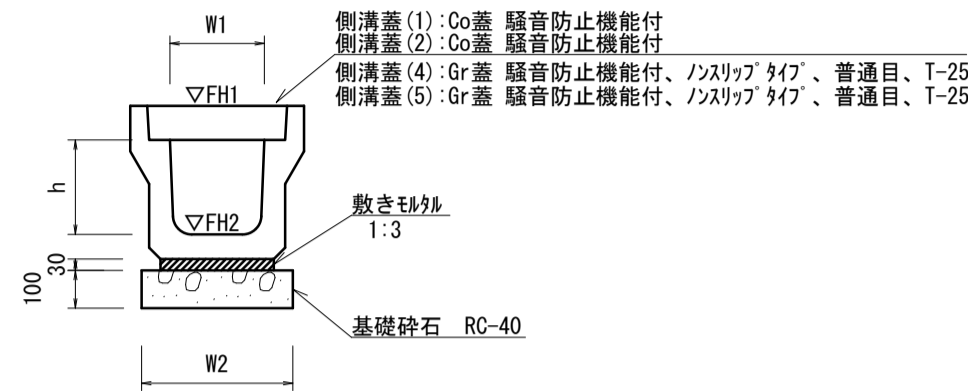 W1
側溝蓋(1):Co蓋 騒音防止機能付
側溝蓋(2):Co蓋 騒音防止機能付
側溝蓋(4):Gr蓋 騒音防止機能付、ノンスリップタイプ、普通目、T-25
側溝蓋(5):Gr蓋 騒音防止機能付、ノンスリップタイプ、普通目、T-25
▽FH1
h
▽FH2
敷きモルタル
1:3
30
100
基礎砕石 RC-40
W2